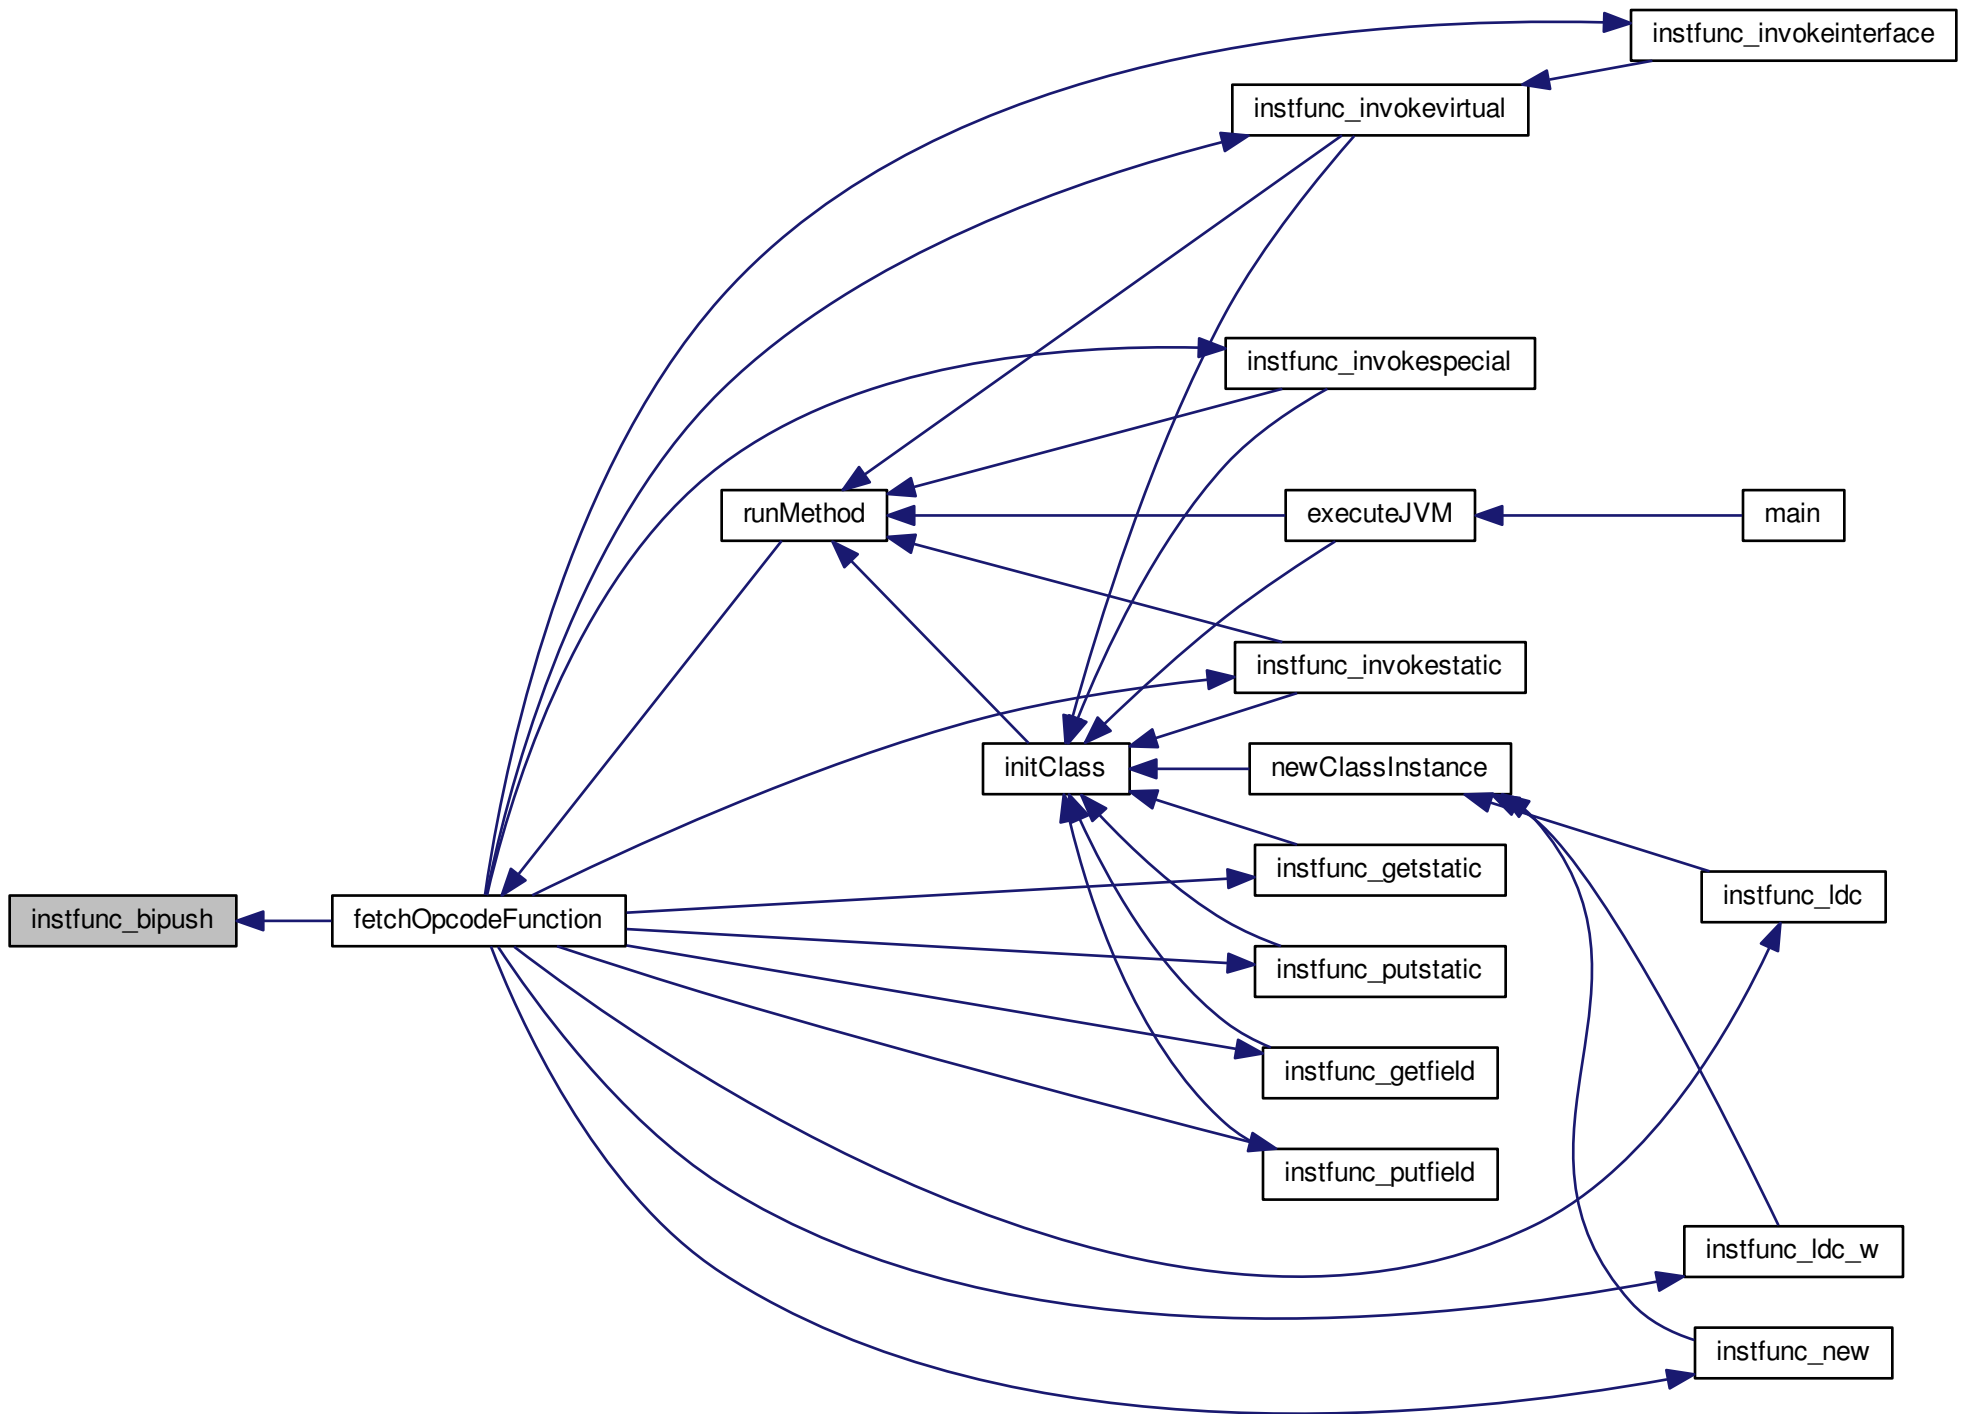 instfunc_invokeinterface
instfunc_invokevirtual
instfunc_invokespecial
runMethod
executeJVM
main
instfunc_invokestatic
initClass
newClassInstance
instfunc_getstatic
instfunc_ldc
instfunc_bipush
fetchOpcodeFunction
instfunc_putstatic
instfunc_getfield
instfunc_putfield
instfunc_ldc_w
instfunc_new